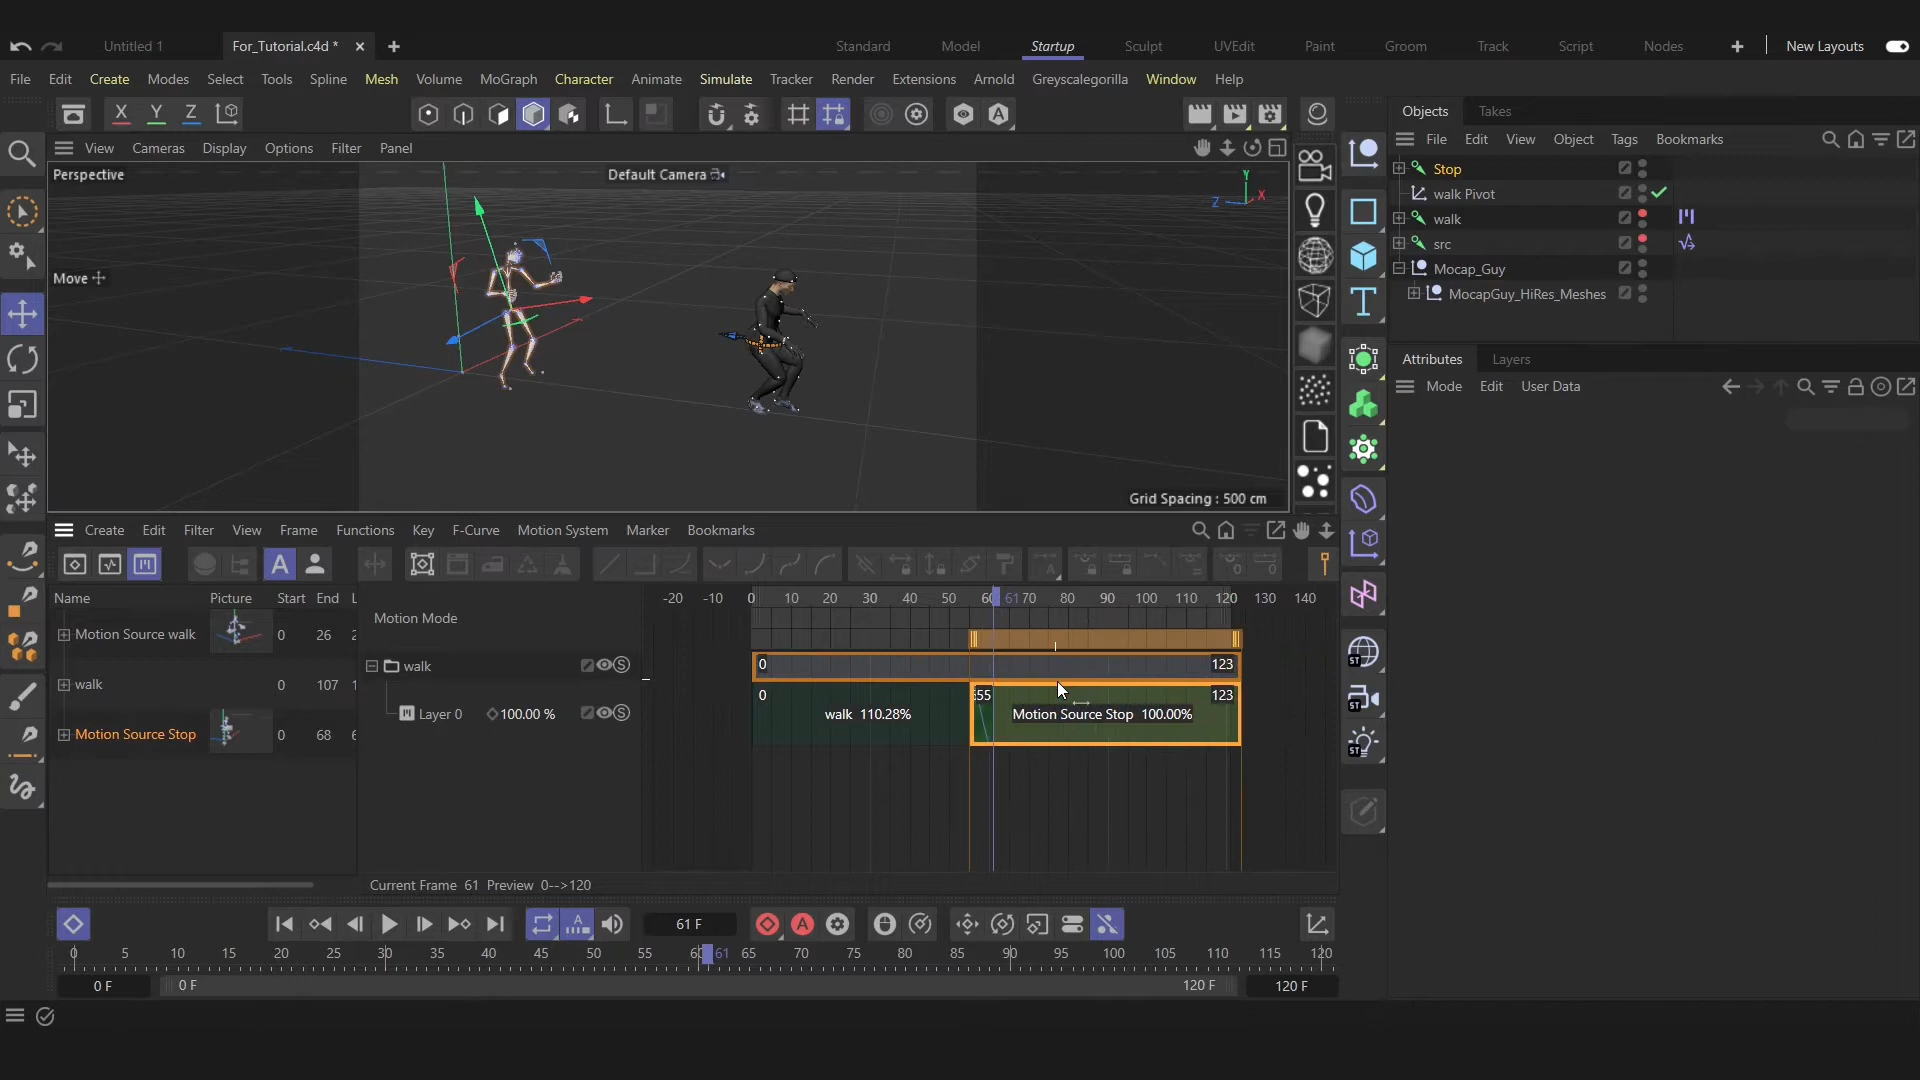 Untitled 1
For_Tutorial.c4d *
Standard
Model
Startup
Sculpt
UVEdit
Paint
Groom
Track
Script
Nodes
New Layouts
File Edit Create Modes Select Tools Spline Mesh Volume MoGraph Character Animate Simulate Tracker Render Extensions Arnold Greyscalegorilla Window Help
X Y Z
Objects Takes
View Cameras Display Options Filter Panel
File Edit View Object Tags Bookmarks
Perspective
Default Camera
Y
Z
X
Move
Grid Spacing : 500 cm
Stop
walk Pivot
walk
src
Mocap_Guy
MocapGuy_HiRes_Meshes
Attributes Layers
Mode Edit User Data
Create Edit Filter View Frame Functions Key F-Curve Motion System Marker Bookmarks
Name Picture Start End L
Motion Source walk 0 26 2
walk 0 107 1
Motion Source Stop 0 68 6
Motion Mode
walk
Layer 0 100.00 %
-20 -10 0 10 20 30 40 50 60 61 70 80 90 100 110 120 130 140
0 123
0
walk 110.28%
55 123
Motion Source Stop 100.00%
Current Frame 61 Preview 0-->120
61 F
0 5 10 15 20 25 30 35 40 45 50 55 60 61 65 70 75 80 85 90 95 100 105 110 115 120
0 F
0 F
120 F
120 F
ST
ST
ST